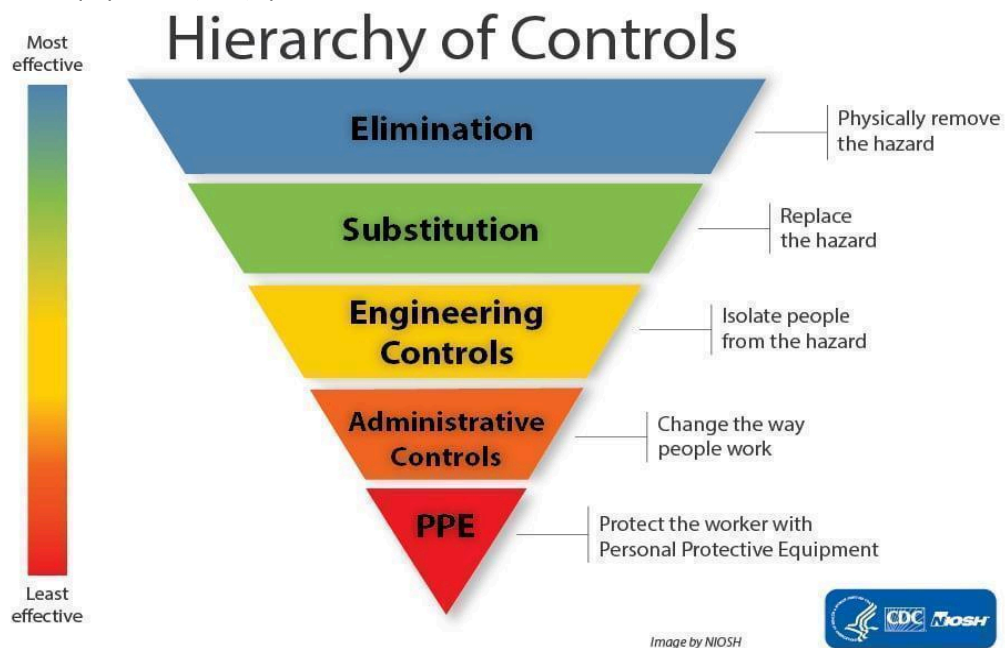 Hierarchy of Controls
Most
effective
Elimination
Physically remove
the hazard
Substitution
Replace
the hazard
Engineering
Controls
Isolate people
from the hazard
Administrative
Controls
Change the way
people work
PPE
Protect the worker with
Personal Protective Equipment
Least
effective
Image by NIOSH
CDC NIOSH